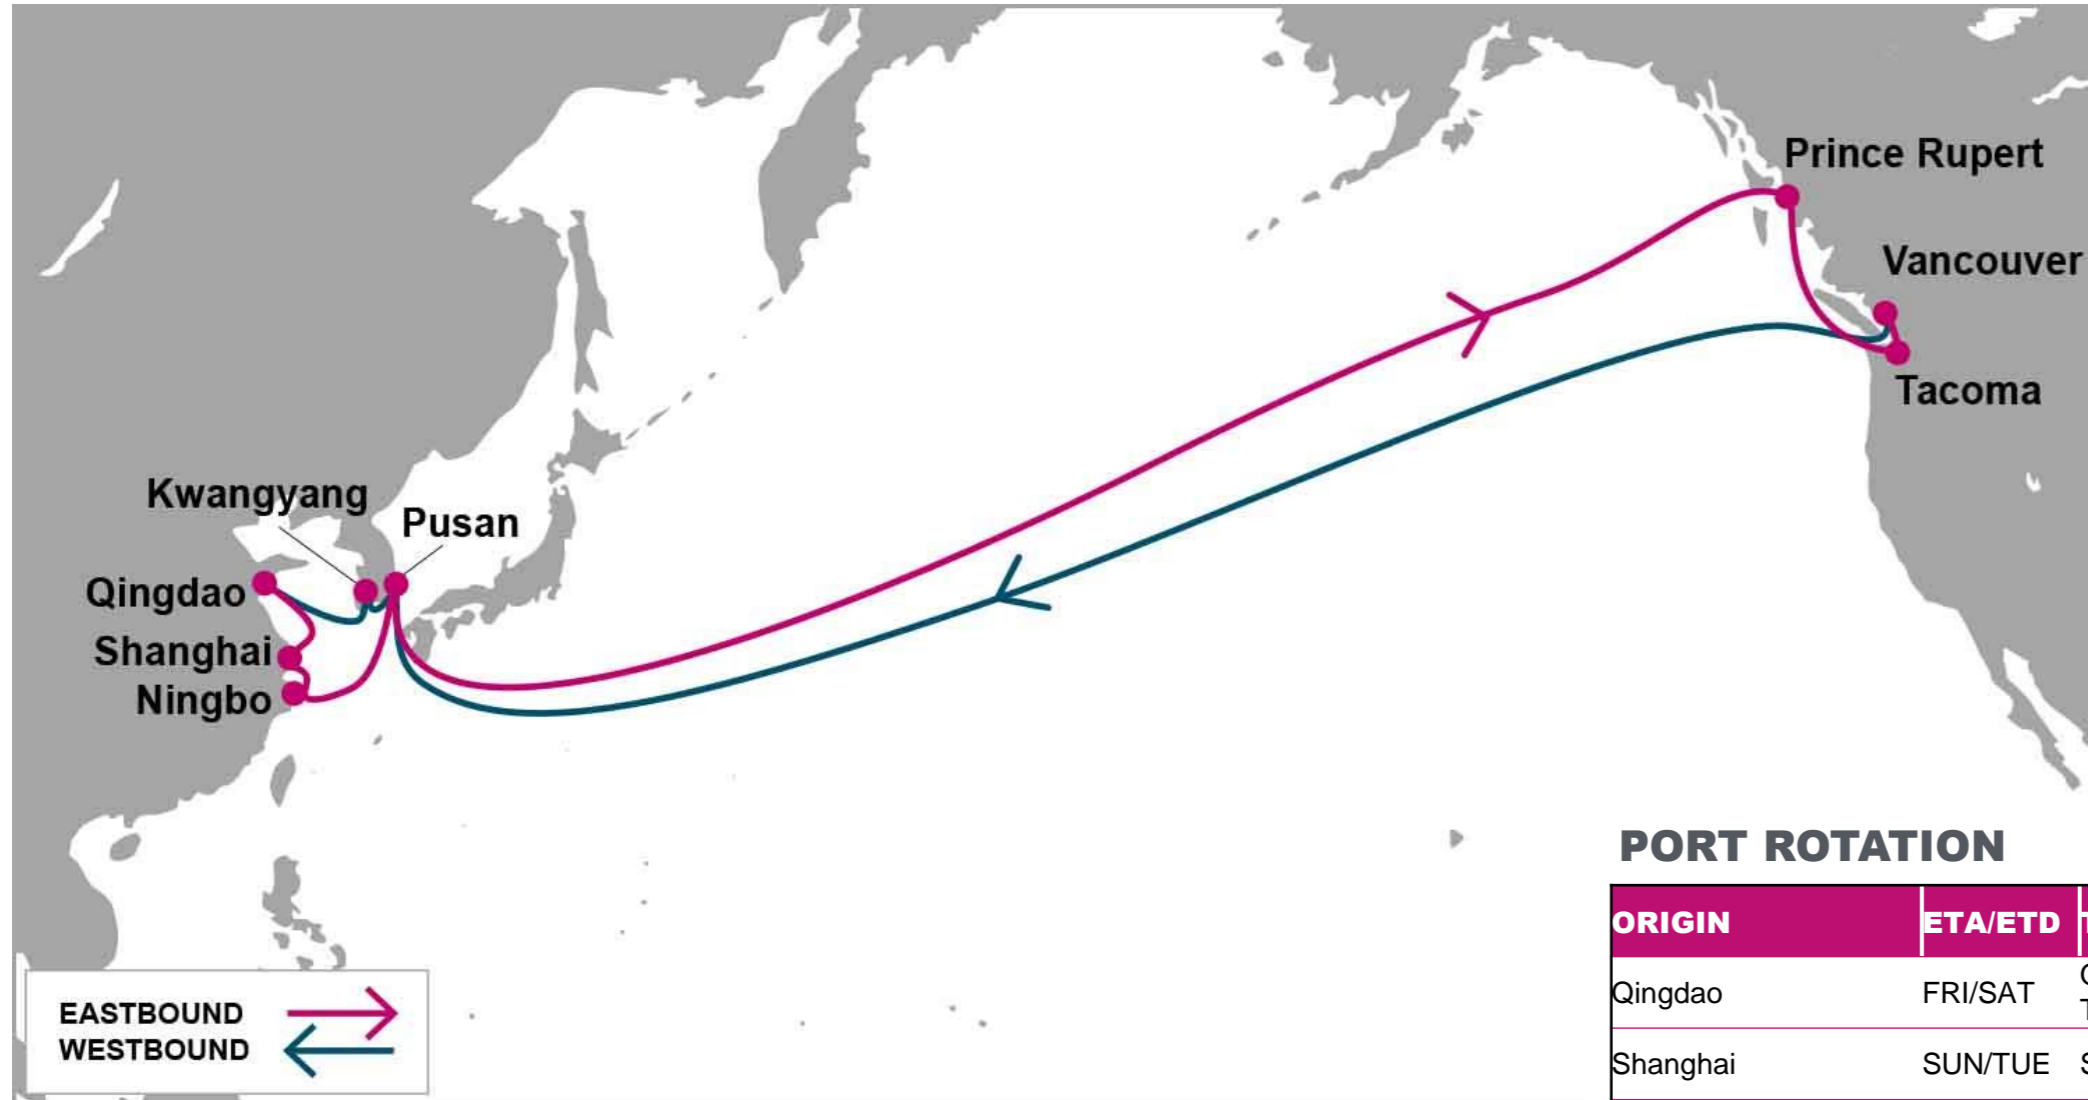 Prince Rupert
Vancouver
Tacoma
Kwangyang
Pusan
Qingdao
Shanghai
Ningbo
PORT ROTATION
ORIGIN ETA/ETD
Qingdao FRI/SAT
Shanghai SUN/TUE
EASTBOUND
WESTBOUND